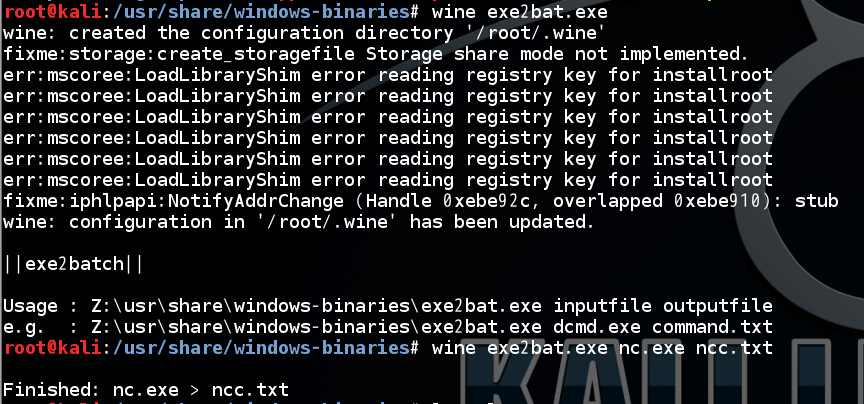 root@kali:/usr/share/windows-binaries# wine exe2bat.exe
wine: created the configuration directory '/root/.wine'
fixme:storage:create_storagefile Storage share mode not implemented.
err:mscoree:LoadLibraryShim error reading registry key for installroot
err:mscoree:LoadLibraryShim error reading registry key for installroot
err:mscoree:LoadLibraryShim error reading registry key for installroot
err:mscoree:LoadLibraryShim error reading registry key for installroot
err:mscoree:LoadLibraryShim error reading registry key for installroot
err:mscoree:LoadLibraryShim error reading registry key for installroot
fixme:iphlpapi:NotifyAddrChange (Handle 0xebe92c, overlapped 0xebe910): stub
wine: configuration in '/root/.wine' has been updated.
||exe2batch||
Usage : Z:\usr\share\windows-binaries\exe2bat.exe inputfile outputfile
e.g.  : Z:\usr\share\windows-binaries\exe2bat.exe dcmd.exe command.txt
root@kali:/usr/share/windows-binaries# wine exe2bat.exe nc.exe ncc.txt
Finished: nc.exe > ncc.txt
KALI